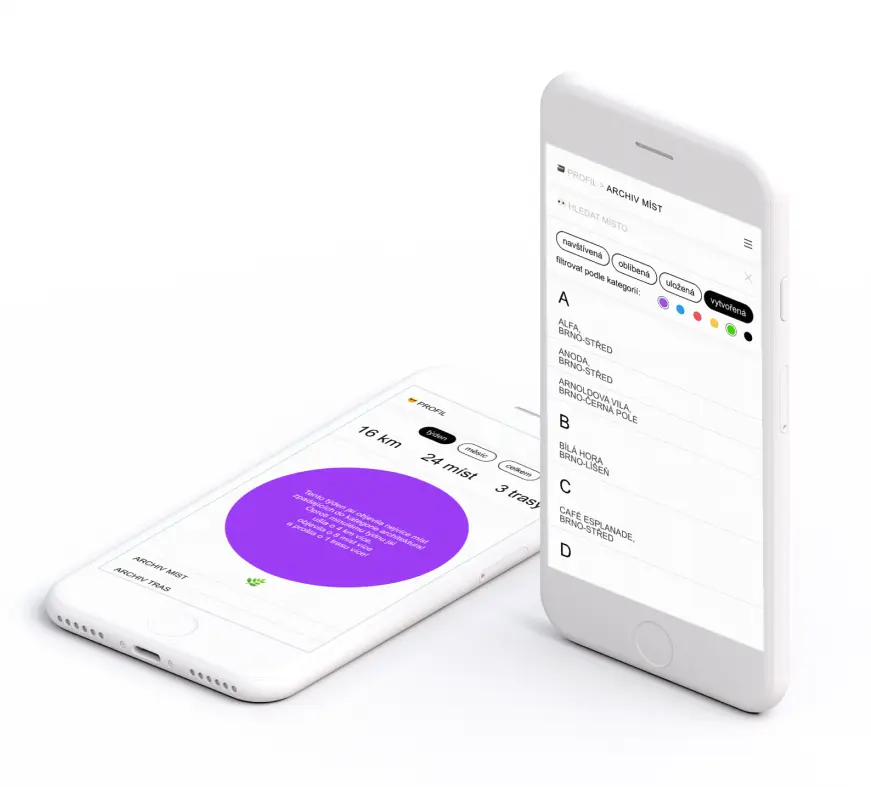 PROFIL
týden
měsíc
celkem
16 km
24 míst
3 trasy
Tento týden jsi objevila nejvíce míst
zpadajících do kategorie architektura!
Oproti minulému týdnu jsi
ušla o 4 km více,
objevila o 8 míst více
a prošla o 1 trasu více!
ARCHIV MÍST
ARCHIV TRAS
PROFIL > ARCHIV MÍST
HLEDAT MÍSTO
navštívená
oblíbená
uložená
vytvořená
filtrovat podle kategorií:
A
ALFA,
BRNO-STŘED
ANODA,
BRNO-STŘED
ARNOLDOVA VILA,
BRNO-ČERNÁ POLE
B
BÍLÁ HORA
BRNO-LÍŠEŇ
C
CAFÉ ESPLANADE,
BRNO-STŘED
D